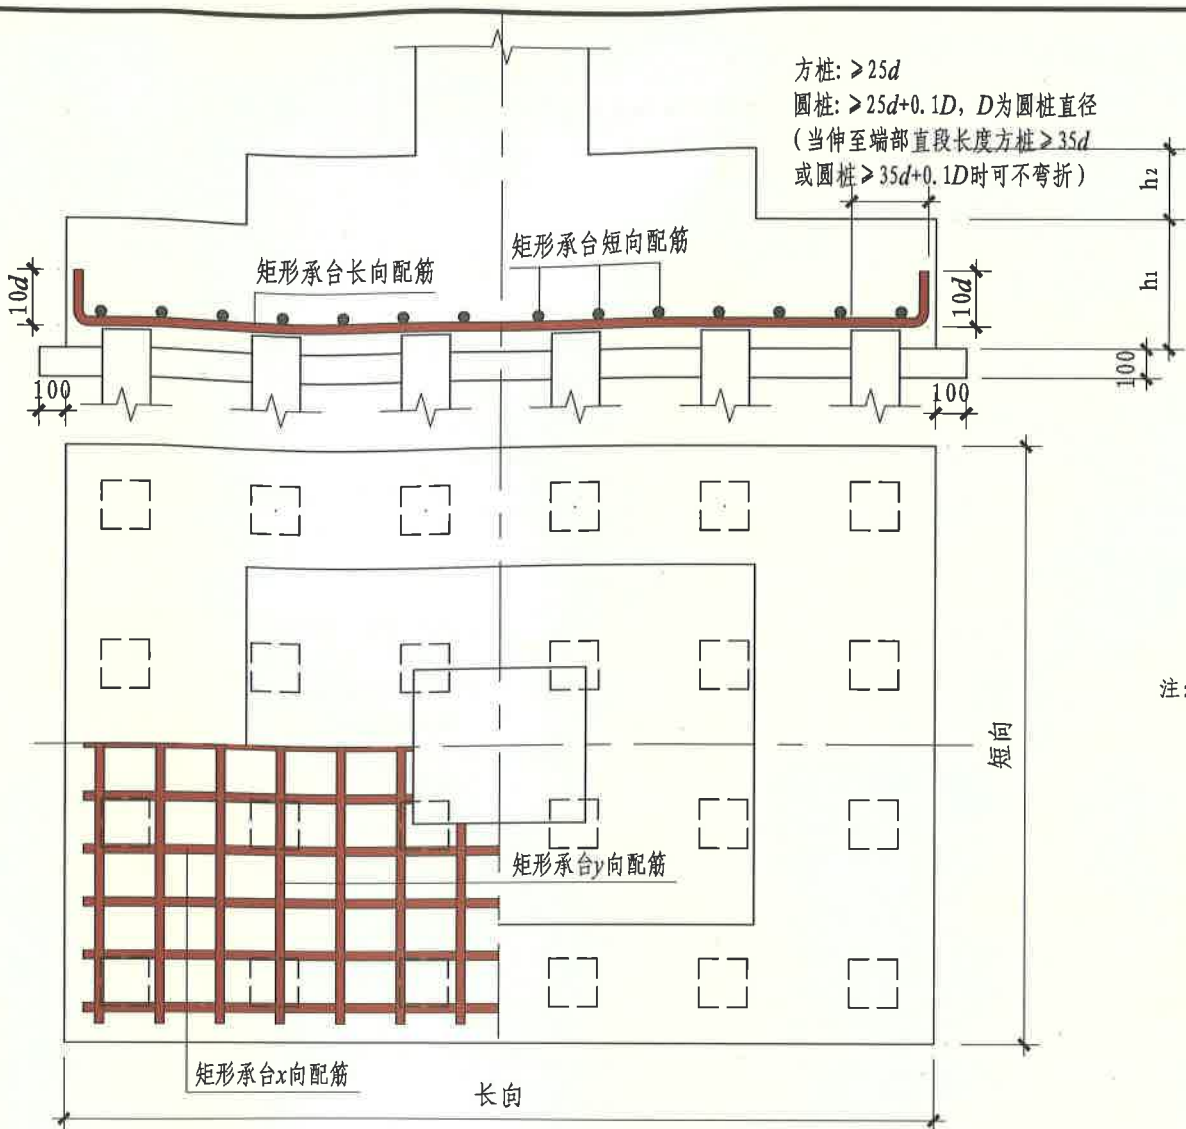 方桩: ≥25d
圆桩: ≥25d+0.1D, D为圆桩直径
(当伸至端部直段长度方桩≥35d
或圆桩≥35d+0.1D时可不弯折)
h₂
矩形承台短向配筋
矩形承台长向配筋
h₁
10d
10d
100
100
100
注:
短向
矩形承台y向配筋
矩形承台x向配筋
长向